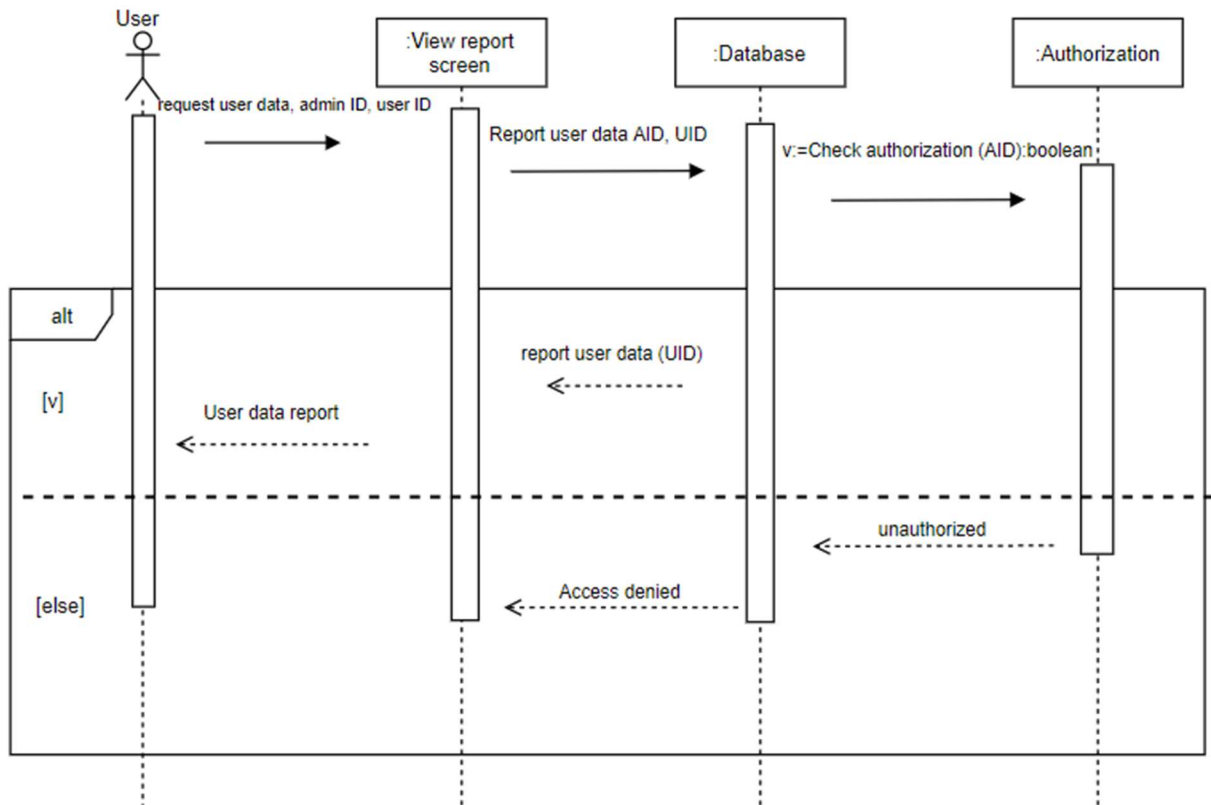 User
:View report
screen
:Database
:Authorization
request user data, admin ID, user ID
Report user data AID, UID
v:=Check authorization (AID):boolean
alt
report user data (UID)
[v]
User data report
unauthorized
Access denied
[else]